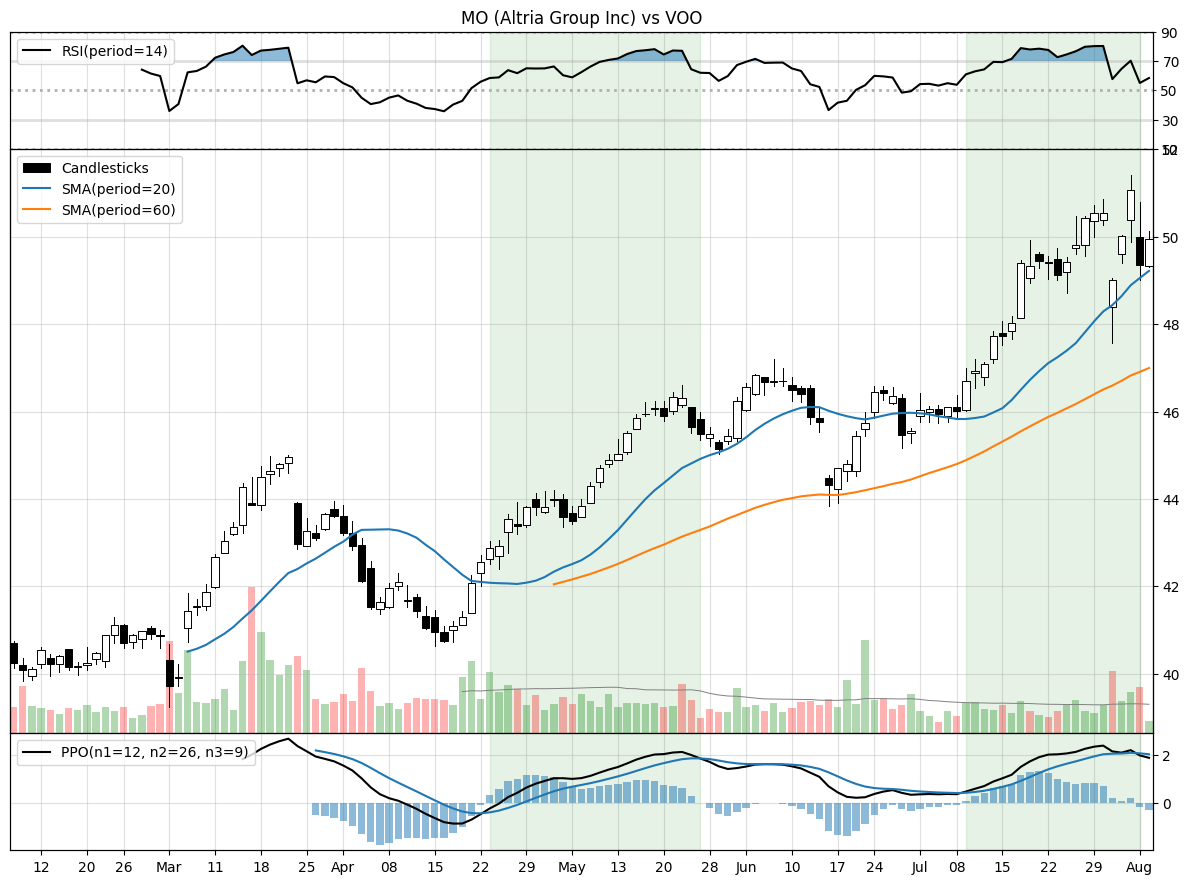 MO (Altria Group Inc) vs VOO
RSI(period=14)
90
70
50
30
10
52
Candlesticks
SMA(period=20)
SMA(period=60)
50
48
46
44
42
40
PPO(n1=12, n2=26, n3=9)
2
0
12 20 26 Mar 11 18 25 Apr 08 15 22 29 May 13 20 28 Jun 10 17 24 Jul 08 15 22 29 Aug